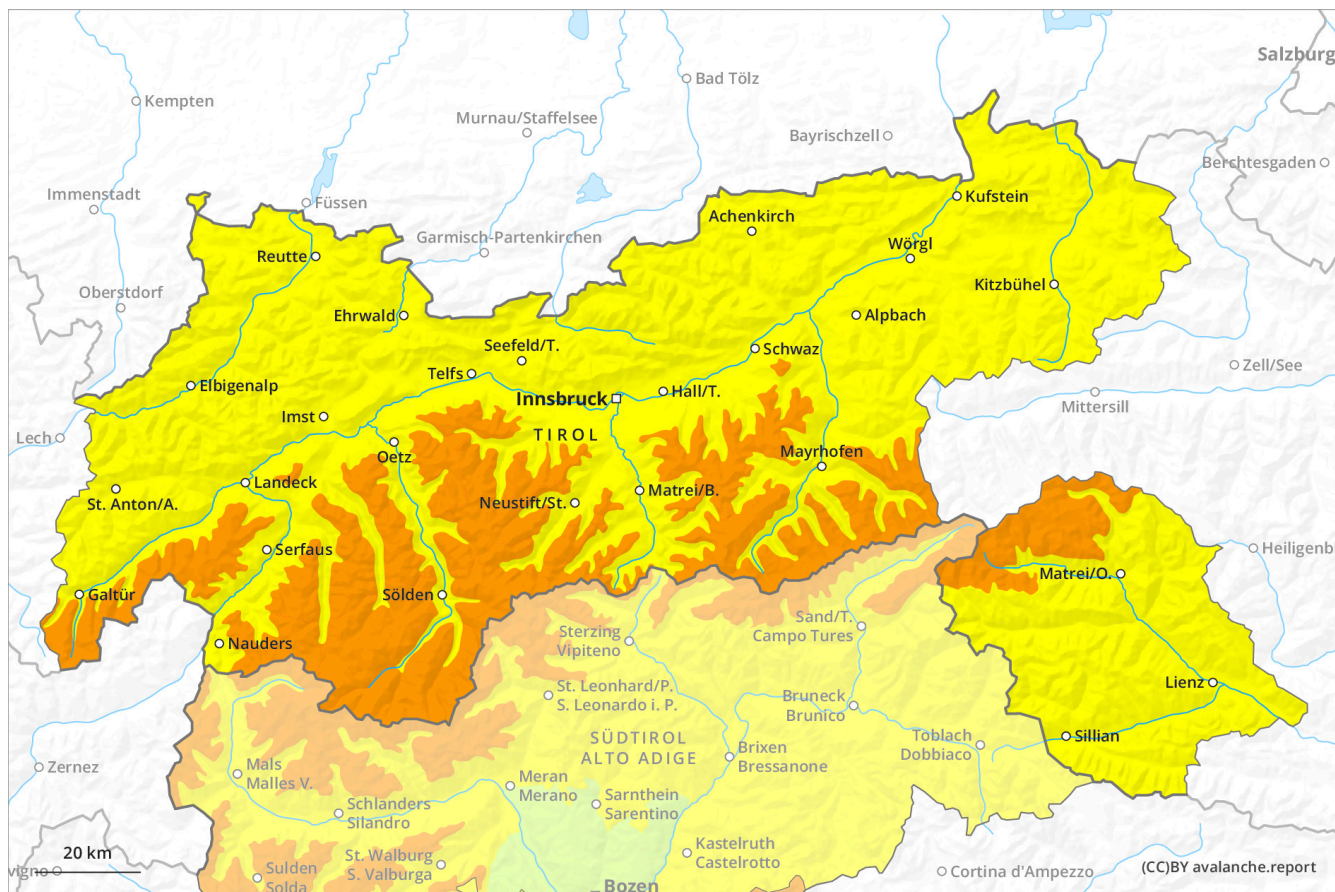 Salzburg
Bad Tölz
Kempten
Murnau/Staffelsee
Bayrischzell
Berchtesgaden
Immenstadt
Füssen
Kufstein
Achenkirch
Garmisch-Partenkirchen
Wörgl
Reutte
Oberstdorf
Kitzbühel
Ehrwald
Alpbach
Seefeld/T.
Schwaz
Zell/See
Telfs
Elbigenalp
Innsbruck
Hall/T.
Mittersill
Imst
Lech
TIROL
Oetz
Mayrhofen
Landeck
Matrei/B.
St. Anton/A.
Neustift/St.
Serfaus
Heiligenb
Matrei/O.
Galtür
Sölden
Sand/T.
Campo Tures
Sterzing
Vipiteno
Nauders
Lienz
St. Leonhard/P.
S. Leonardo i. P.
Bruneck
Brunico
Toblach
Dobbiaco
Sillian
SÜDTIROL
ALTO ADIGE
Brixen
Bressanone
Zernez
Mals
Malles V.
Meran
Merano
Schlanders
Silandro
Sarnthein
Sarentino
Kastelruth
Castelrotto
20 km
St. Walburg
S. Valburga
vigno
Sulden
Solda
Bozen
Cortina d'Ampezzo
(CC)BY avalanche.report